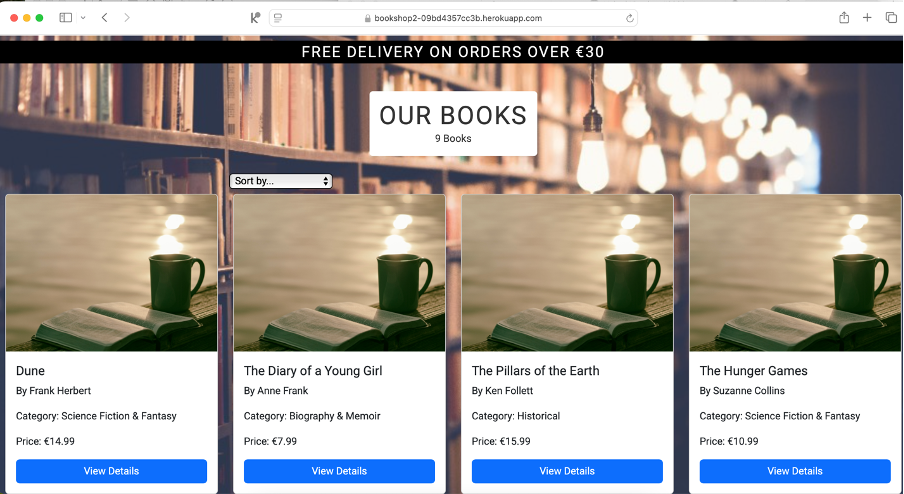 bookshop2-09bd4357cc3b.herokuapp.com
FREE DELIVERY ON ORDERS OVER €30
OUR BOOKS
9 Books
Sort by...
Dune
By Frank Herbert
Category: Science Fiction & Fantasy
Price: €14.99
View Details
The Diary of a Young Girl
By Anne Frank
Category: Biography & Memoir
Price: €7.99
View Details
The Pillars of the Earth
By Ken Follett
Category: Historical
Price: €15.99
View Details
The Hunger Games
By Suzanne Collins
Category: Science Fiction & Fantasy
Price: €10.99
View Details